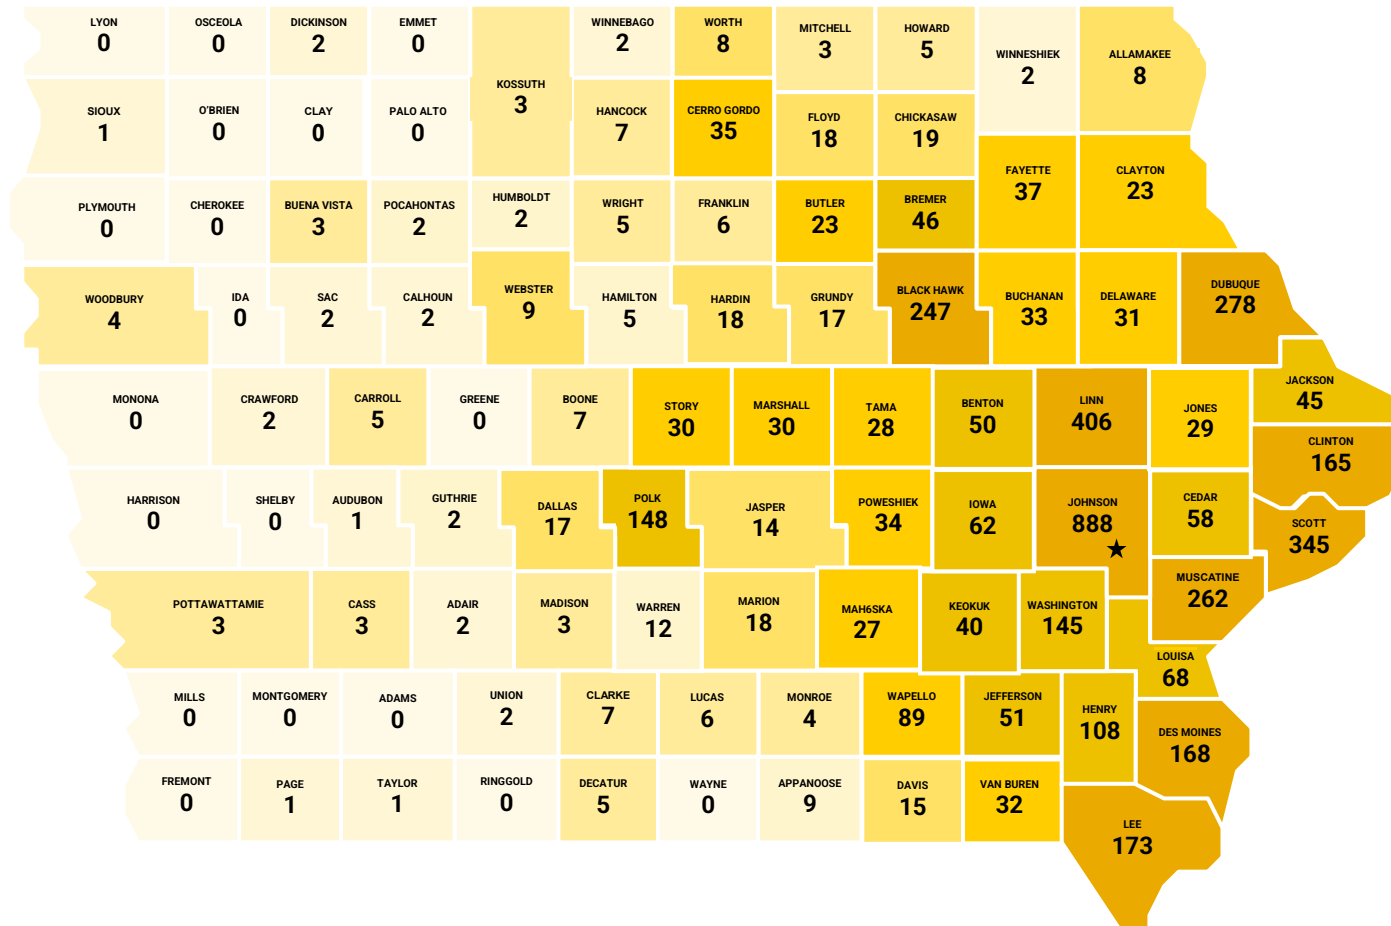 LYON
0
OSCEOLA
0
DICKINSON
2
EMMET
0
KOSSUTH
3
WINNEBAGO
2
WORTH
8
MITCHELL
3
HOWARD
5
WINNESHIEK
2
ALLAMAKEE
8
SIOUX
1
O'BRIEN
0
CLAY
0
PALO ALTO
0
HANCOCK
7
CERRO GORDO
35
FLOYD
18
CHICKASAW
19
FAYETTE
37
CLAYTON
23
PLYMOUTH
0
CHEROKEE
0
BUENA VISTA
3
POCAHONTAS
2
HUMBOLDT
2
WRIGHT
5
FRANKLIN
6
BUTLER
23
BREMER
46
WOODBURY
4
IDA
0
SAC
2
CALHOUN
2
WEBSTER
9
HAMILTON
5
HARDIN
18
GRUNDY
17
BLACK HAWK
247
BUCHANAN
33
DELAWARE
31
DUBUQUE
278
MONONA
0
CRAWFORD
2
CARROLL
5
GREENE
0
BOONE
7
STORY
30
MARSHALL
30
TAMA
28
BENTON
50
LINN
406
JONES
29
JACKSON
45
CLINTON
165
HARRISON
0
SHELBY
0
AUDUBON
1
GUTHRIE
2
DALLAS
17
POLK
148
JASPER
14
POWESHIEK
34
IOWA
62
JOHNSON
888
CEDAR
58
SCOTT
345
MUSCATINE
262
POTTAWATTAMIE
3
CASS
3
ADAIR
2
MADISON
3
WARREN
12
MARION
18
MAH6SKA
27
KEOKUK
40
WASHINGTON
145
LOUISA
68
MILLS
0
MONTGOMERY
0
ADAMS
0
UNION
2
CLARKE
7
LUCAS
6
MONROE
4
WAPELLO
89
JEFFERSON
51
HENRY
108
DES MOINES
168
FREMONT
0
PAGE
1
TAYLOR
1
RINGGOLD
0
DECATUR
5
WAYNE
0
APPANOOSE
9
DAVIS
15
VAN BUREN
32
LEE
173